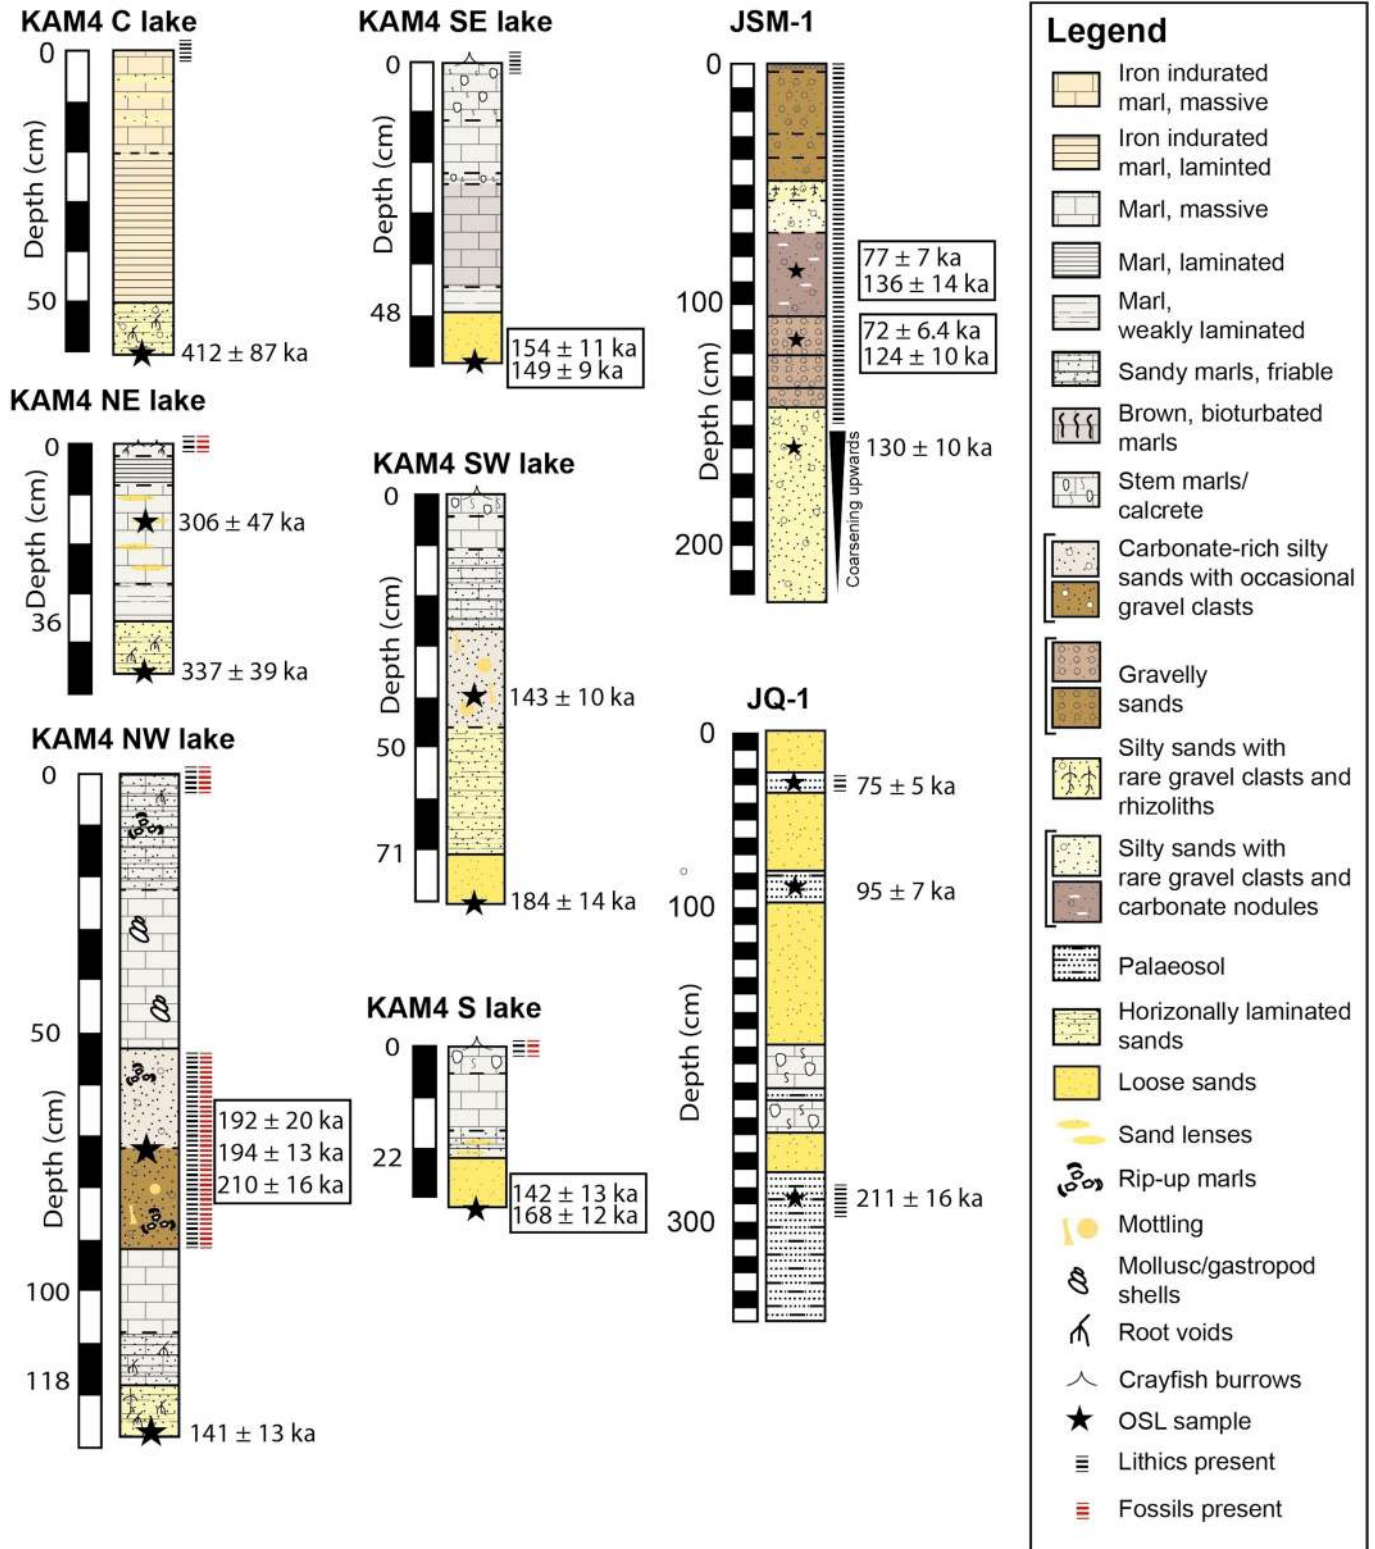 KAM4 C lake
0
Depth (cm)
50
412 ± 87 ka
KAM4 NE lake
0
Depth (cm)
36
306 ± 47 ka
337 ± 39 ka
KAM4 NW lake
0
50
Depth (cm)
100
118
192 ± 20 ka
194 ± 13 ka
210 ± 16 ka
141 ± 13 ka
KAM4 SE lake
0
Depth (cm)
48
154 ± 11 ka
149 ± 9 ka
KAM4 SW lake
0
Depth (cm)
50
71
143 ± 10 ka
184 ± 14 ka
KAM4 S lake
0
22
142 ± 13 ka
168 ± 12 ka
JSM-1
0
100
Depth (cm)
200
77 ± 7 ka
136 ± 14 ka
72 ± 6.4 ka
124 ± 10 ka
130 ± 10 ka
Coarsening upwards
JQ-1
0
100
Depth (cm)
300
75 ± 5 ka
95 ± 7 ka
211 ± 16 ka
Legend
Iron indurated
marl, massive
Iron indurated
marl, laminted
Marl, massive
Marl, laminated
Marl,
weakly laminated
Sandy marls, friable
Brown, bioturbated
marls
Stem marls/
calcrete
Carbonate-rich silty
sands with occasional
gravel clasts
Gravelly
sands
Silty sands with
rare gravel clasts and
rhizoliths
Silty sands with
rare gravel clasts and
carbonate nodules
Palaeosol
Horizonally laminated
sands
Loose sands
Sand lenses
Rip-up marls
Mottling
Mollusc/gastropod
shells
Root voids
Crayfish burrows
OSL sample
Lithics present
Fossils present